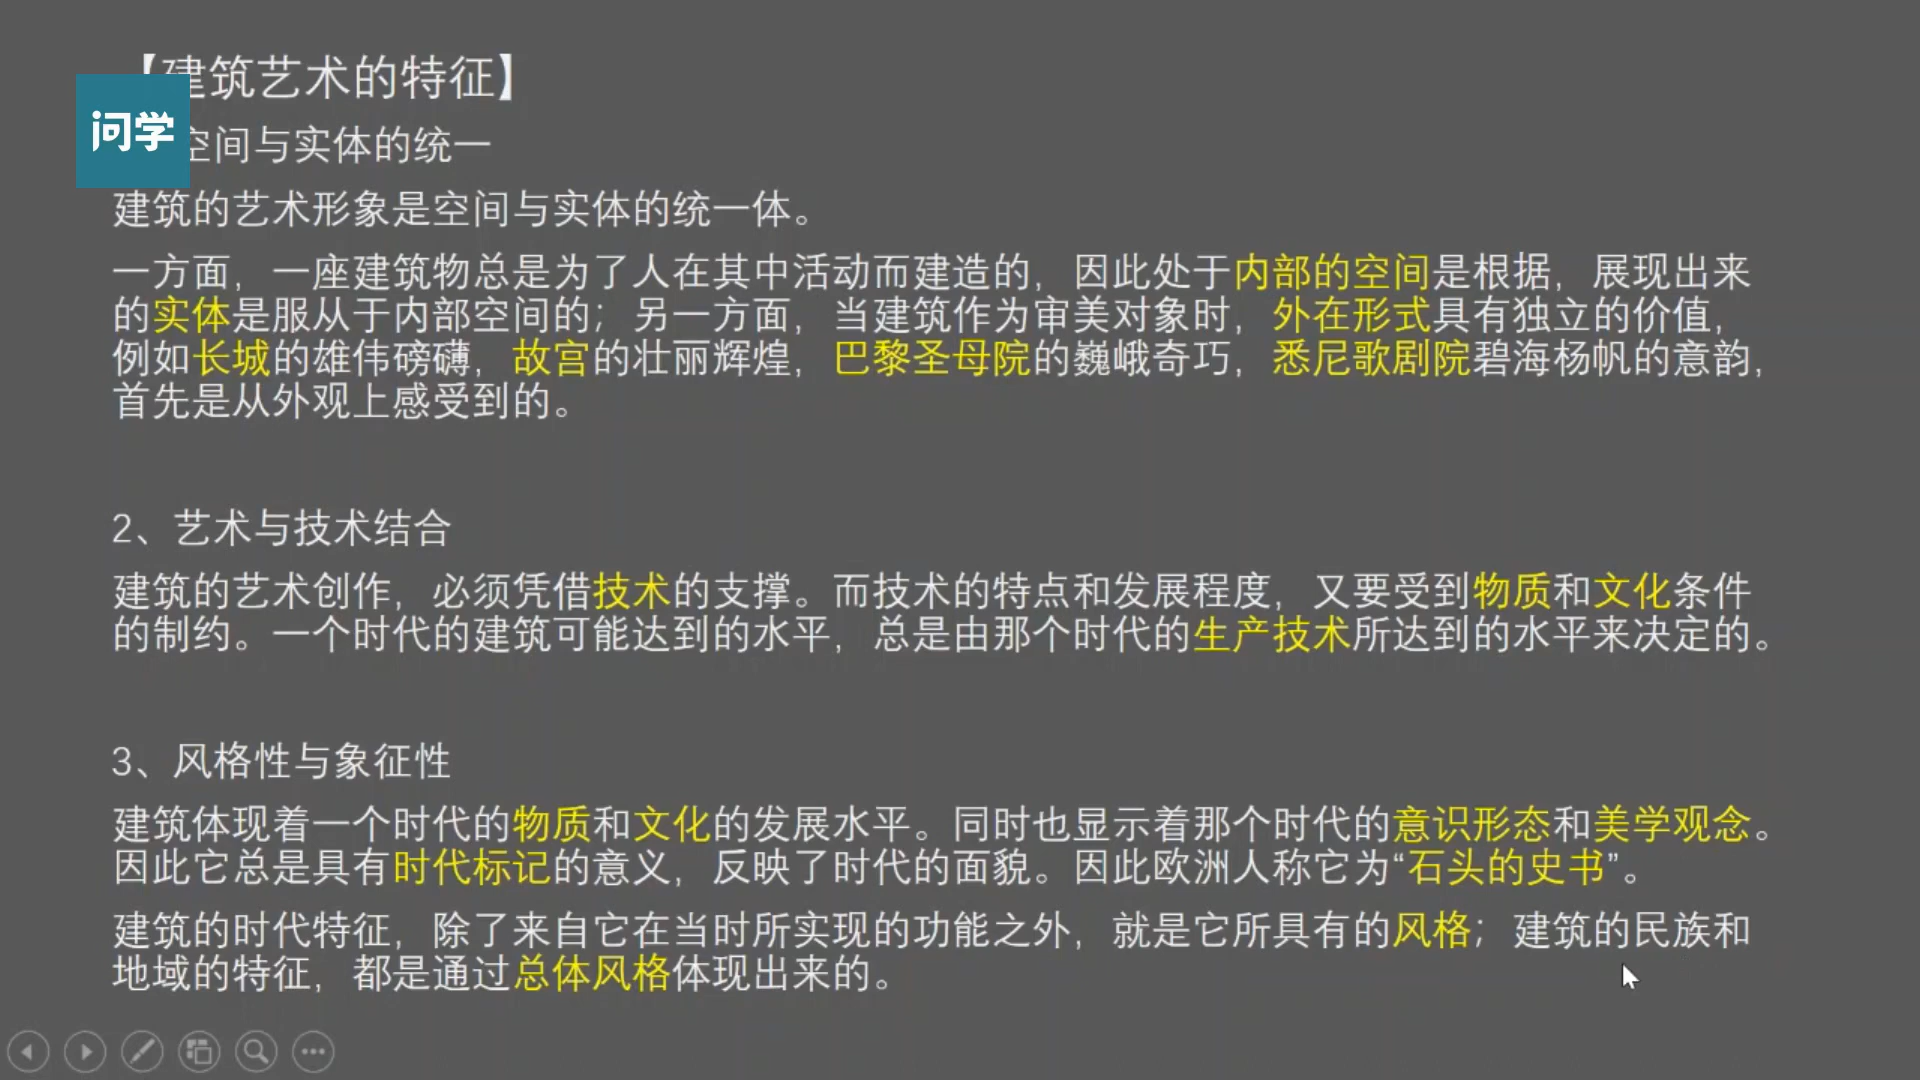 【建筑艺术的特征】
问学
空间与实体的统一
建筑的艺术形象是空间与实体的统一体。
一方面，一座建筑物总是为了人在其中活动而建造的，因此处于内部的空间是根据，展现出来
的实体是服从于内部空间的；另一方面，当建筑作为审美对象时，外在形式具有独立的价值，
例如长城的雄伟磅礴，故宫的壮丽辉煌，巴黎圣母院的巍峨奇巧，悉尼歌剧院碧海杨帆的意韵，
首先是从外观上感受到的。
2、艺术与技术结合
建筑的艺术创作，必须凭借技术的支撑。而技术的特点和发展程度，又要受到物质和文化条件
的制约。一个时代的建筑可能达到的水平，总是由那个时代的生产技术所达到的水平来决定的。
3、风格性与象征性
建筑体现着一个时代的物质和文化的发展水平。同时也显示着那个时代的意识形态和美学观念。
因此它总是具有时代标记的意义，反映了时代的面貌。因此欧洲人称它为“石头的史书”。
建筑的时代特征，除了来自它在当时所实现的功能之外，就是它所具有的风格；建筑的民族和
地域的特征，都是通过总体风格体现出来的。